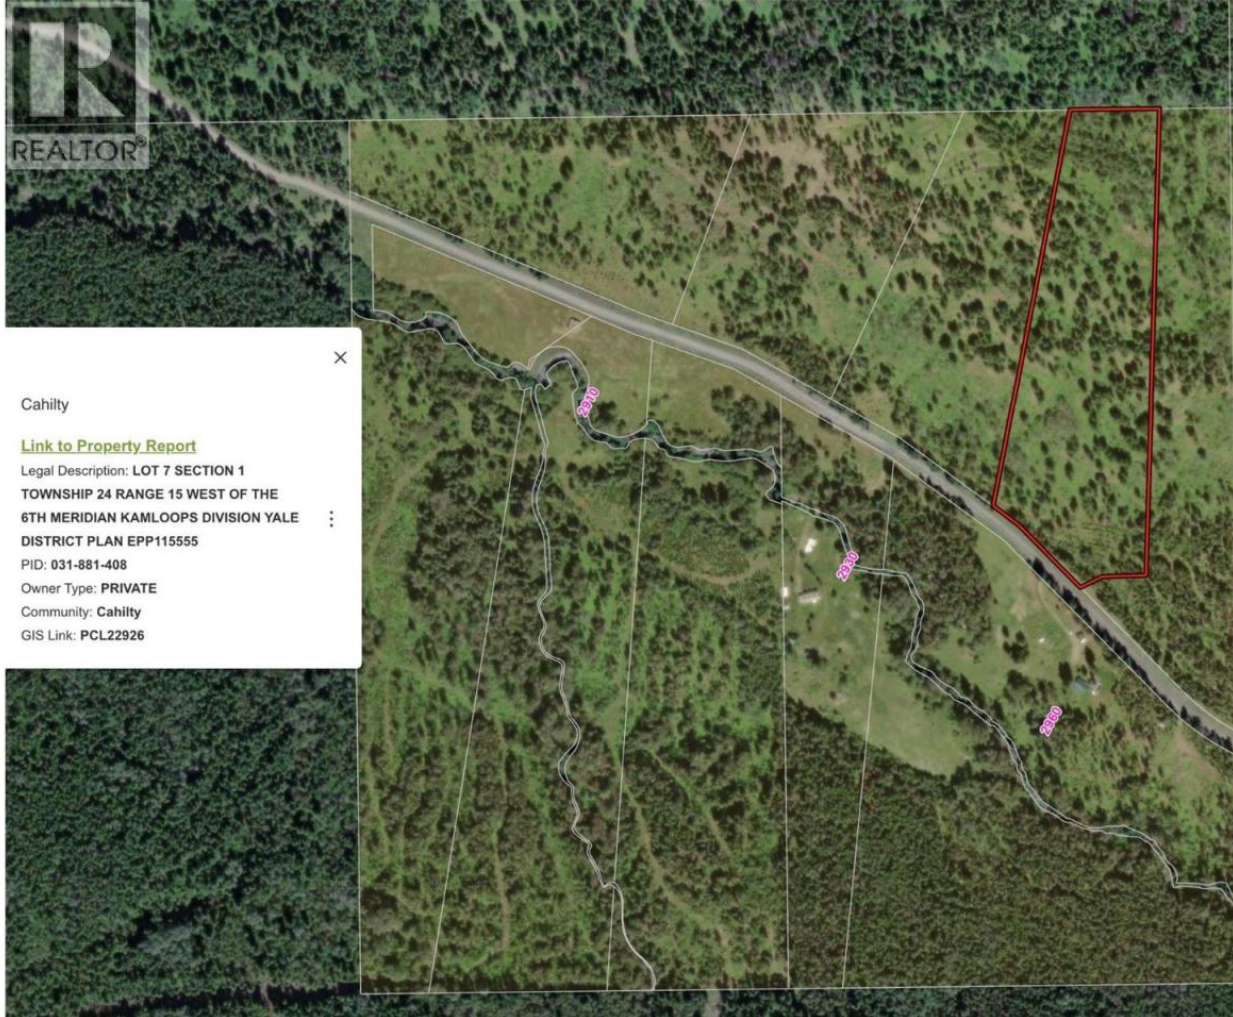 R
REALTOR®
Cahilty
Link to Property Report
Legal Description: LOT 7 SECTION 1
TOWNSHIP 24 RANGE 15 WEST OF THE
6TH MERIDIAN KAMLOOPS DIVISION YALE
DISTRICT PLAN EPP115555
PID: 031-881-408
Owner Type: PRIVATE
Community: Cahilty
GIS Link: PCL22926
2910
2930
2960